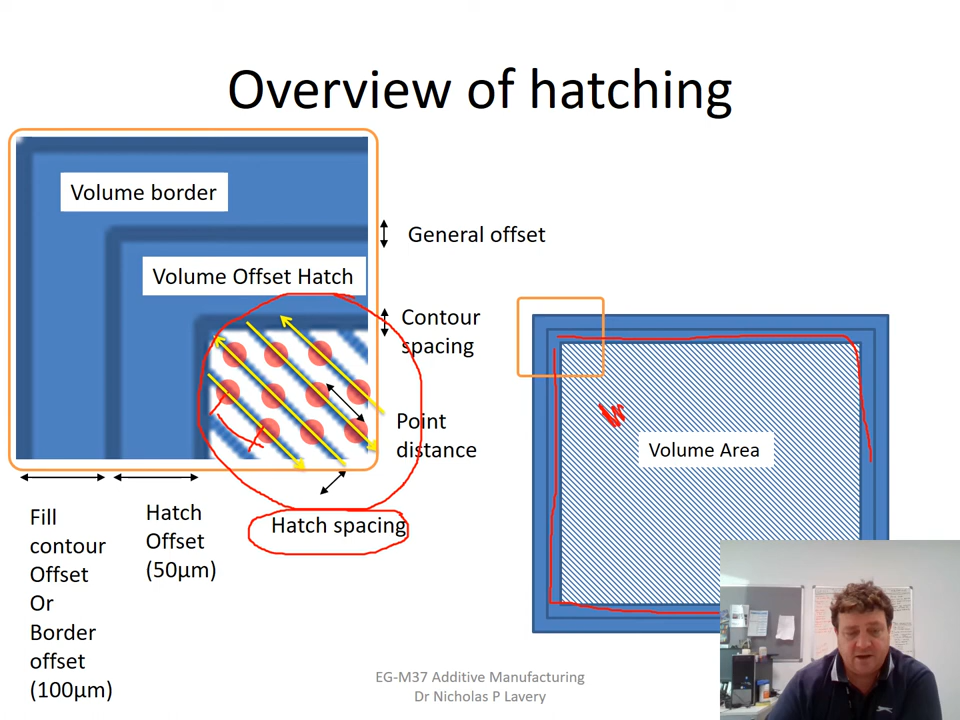 Overview of hatching
Volume border
General offset
Volume Offset Hatch
Contour
spacing
Point
distance
Hatch spacing
Fill
contour
Offset
Or
Border
offset
(100µm)
Hatch
Offset
(50µm)
Volume Area
EG-M37 Additive Manufacturing
Dr Nicholas P Lavery